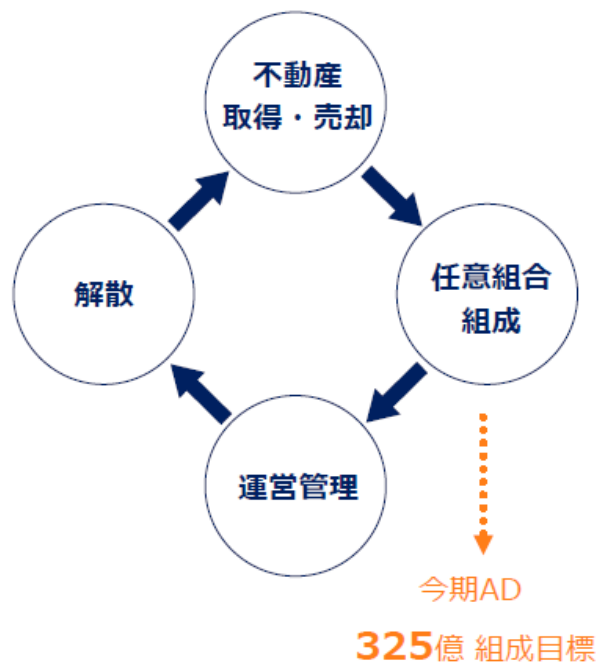 不動産
取得・売却
任意組合
組成
解散
運営管理
今期AD
325億 組成目標